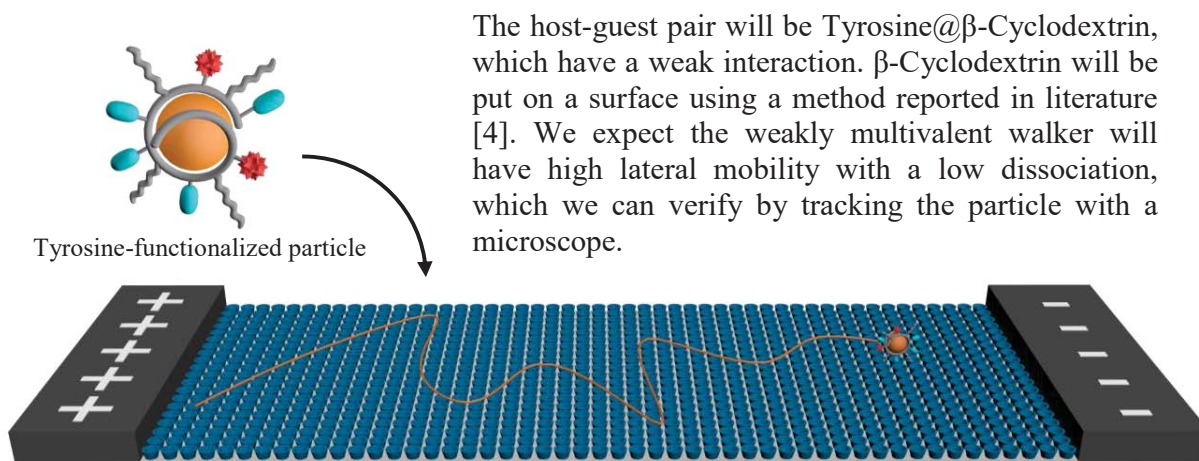 The host-guest pair will be Tyrosine@β-Cyclodextrin,
which have a weak interaction. β-Cyclodextrin will be
put on a surface using a method reported in literature
[4]. We expect the weakly multivalent walker will
have high lateral mobility with a low dissociation,
which we can verify by tracking the particle with a
microscope.
Tyrosine-functionalized particle
+ + + + +
- - - - -